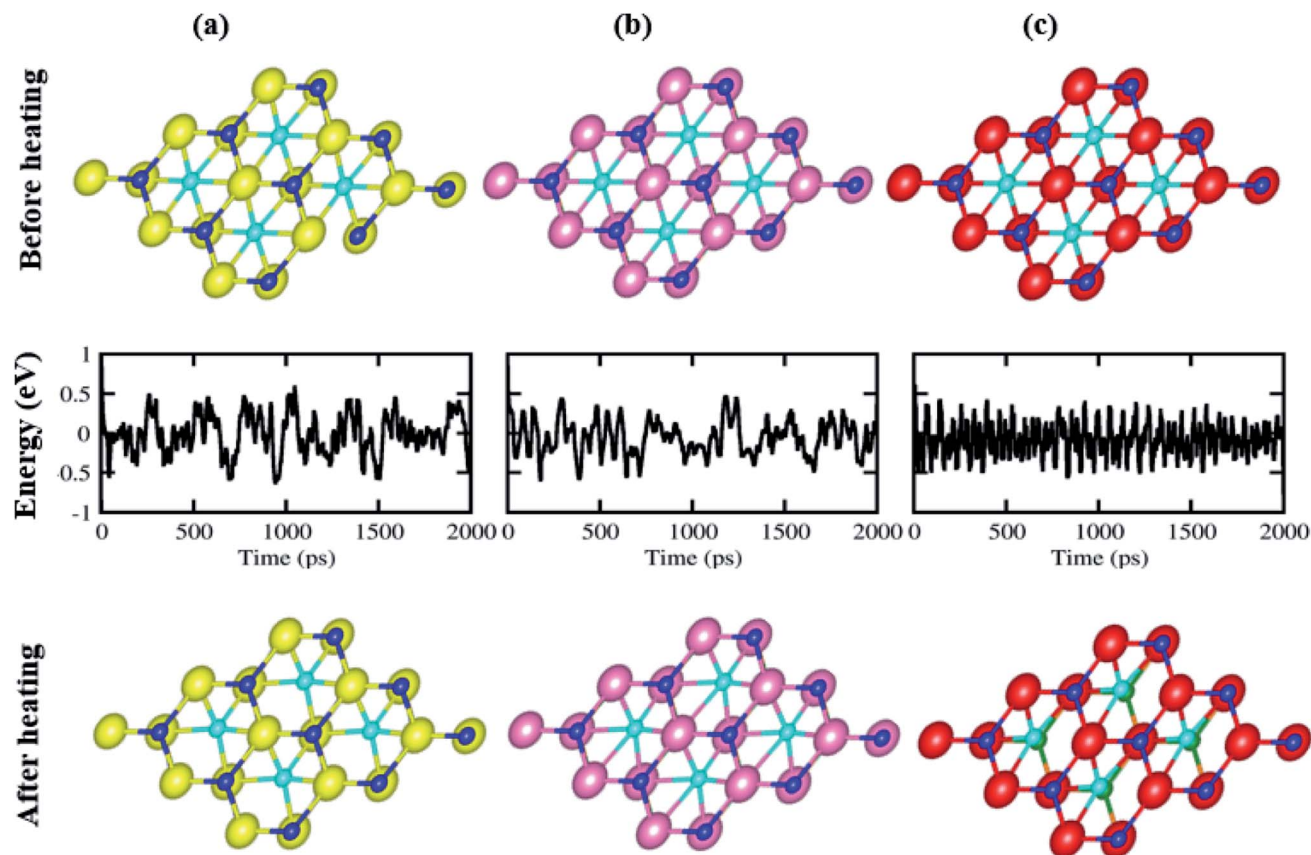 (a) (b) (c)
Before heating
Energy (eV)
1
0.5
0
-0.5
-1
0 500 1000 1500 2000
Time (ps)
0 500 1000 1500 2000
Time (ps)
0 500 1000 1500 2000
Time (ps)
After heating